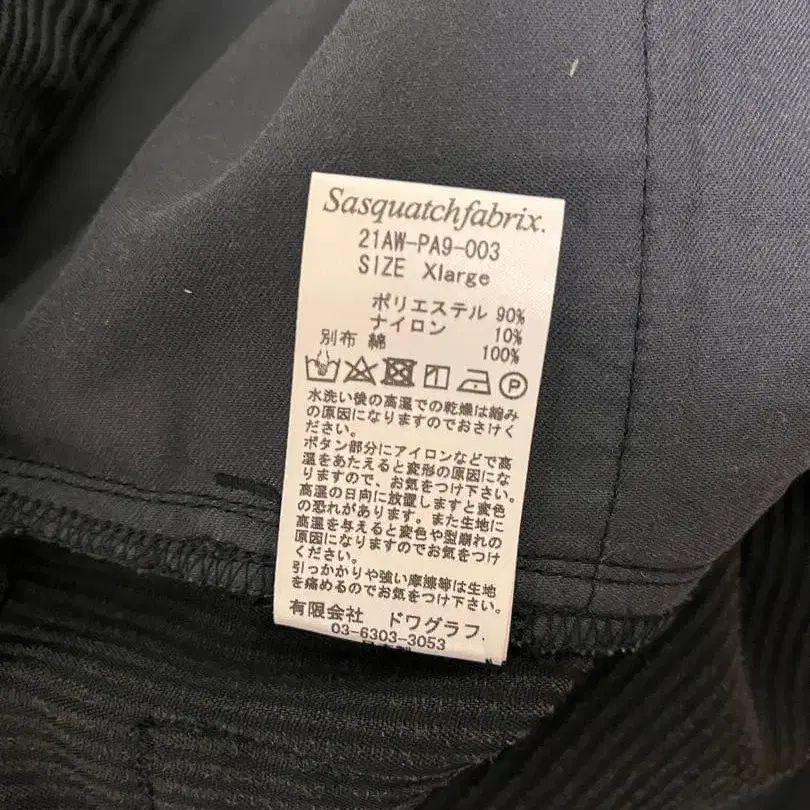 Sasquatchfabrix.
21AW-PA9-003
SIZE Xlarge
ポリエステル 90%
ナイロン 10%
別布 綿 100%
水洗い後の高温での乾燥は縮み
の原因になりますのでおさけく
ださい。
ボタン部分にアイロンなどで高
温をあたえると変形の原因にな
りますので、お気をつけ下さい。
高温の日向に放置しますと変色
の恐れがあります。また生地に
高温を与えると変色や型崩れの
原因になりますのでお気をつけ
ください。
引っかかりや強い摩擦等は生地
を痛めるのでお気をつけ下さい。
有限会社 ドワグラフ.
03-6303-3053